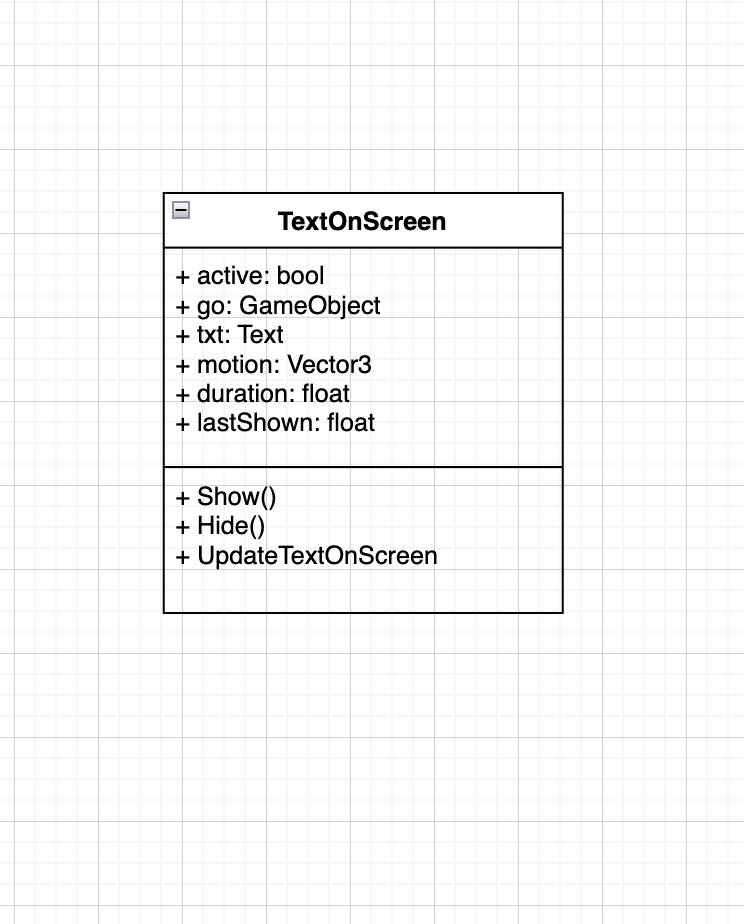 TextOnScreen
+ active: bool
+ go: GameObject
+ txt: Text
+ motion: Vector3
+ duration: float
+ lastShown: float
+ Show()
+ Hide()
+ UpdateTextOnScreen